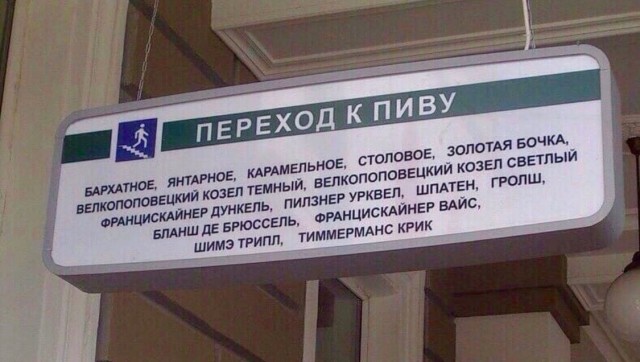 ПЕРЕХОД К ПИВУ
БАРХАТНОЕ, ЯНТАРНОЕ, КАРАМЕЛЬНОЕ, СТОЛОВОЕ, ЗОЛОТАЯ БОЧКА,
ВЕЛКОПОПОВЕЦКИЙ КОЗЕЛ ТЕМНЫЙ, ВЕЛКОПОПОВЕЦКИЙ КОЗЕЛ СВЕТЛЫЙ
ФРАНЦИСКАЙНЕР ДУНКЕЛЬ, ПИЛЗНЕР УРКВЕЛ, ШПАТЕН, ГРОЛШ,
БЛАНШ ДЕ БРЮССЕЛЬ, ФРАНЦИСКАЙНЕР ВАЙС,
ШИМЭ ТРИПЛ, ТИММЕРМАНС КРИК